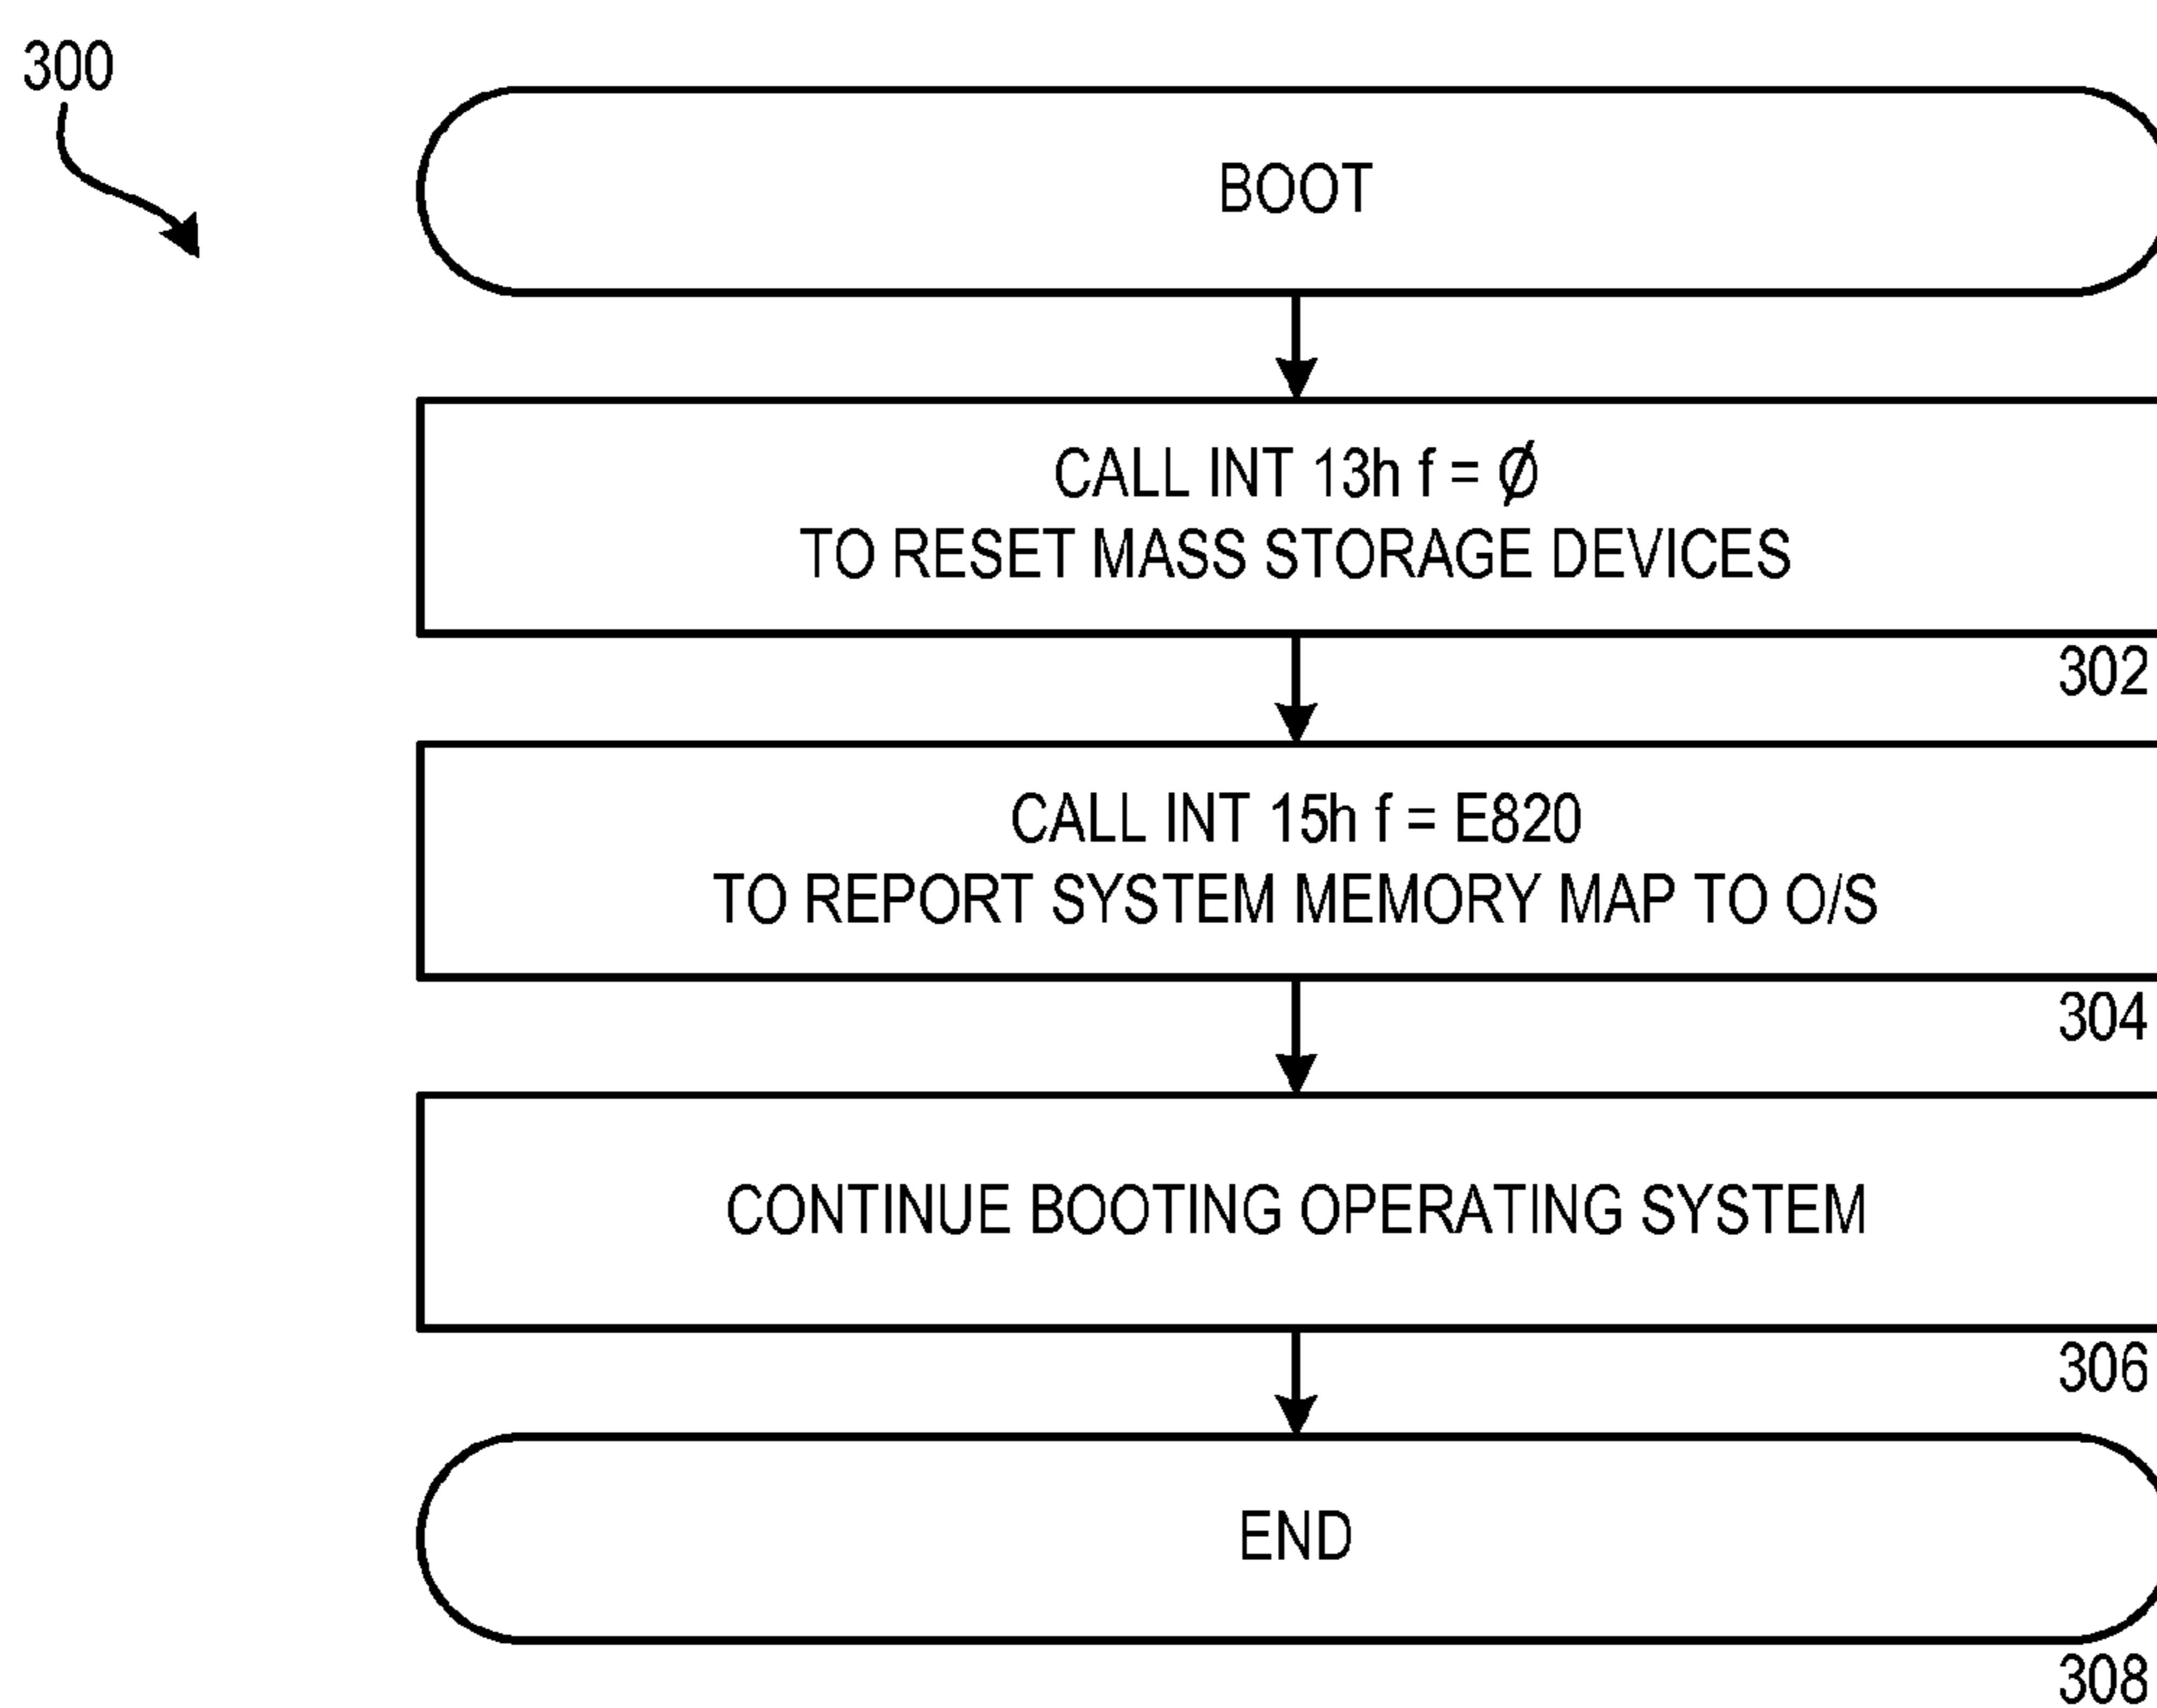 300
BOOT
CALL INT 13h f = Ø
TO RESET MASS STORAGE DEVICES
302
CALL INT 15h f = E820
TO REPORT SYSTEM MEMORY MAP TO O/S
304
CONTINUE BOOTING OPERATING SYSTEM
306
END
308